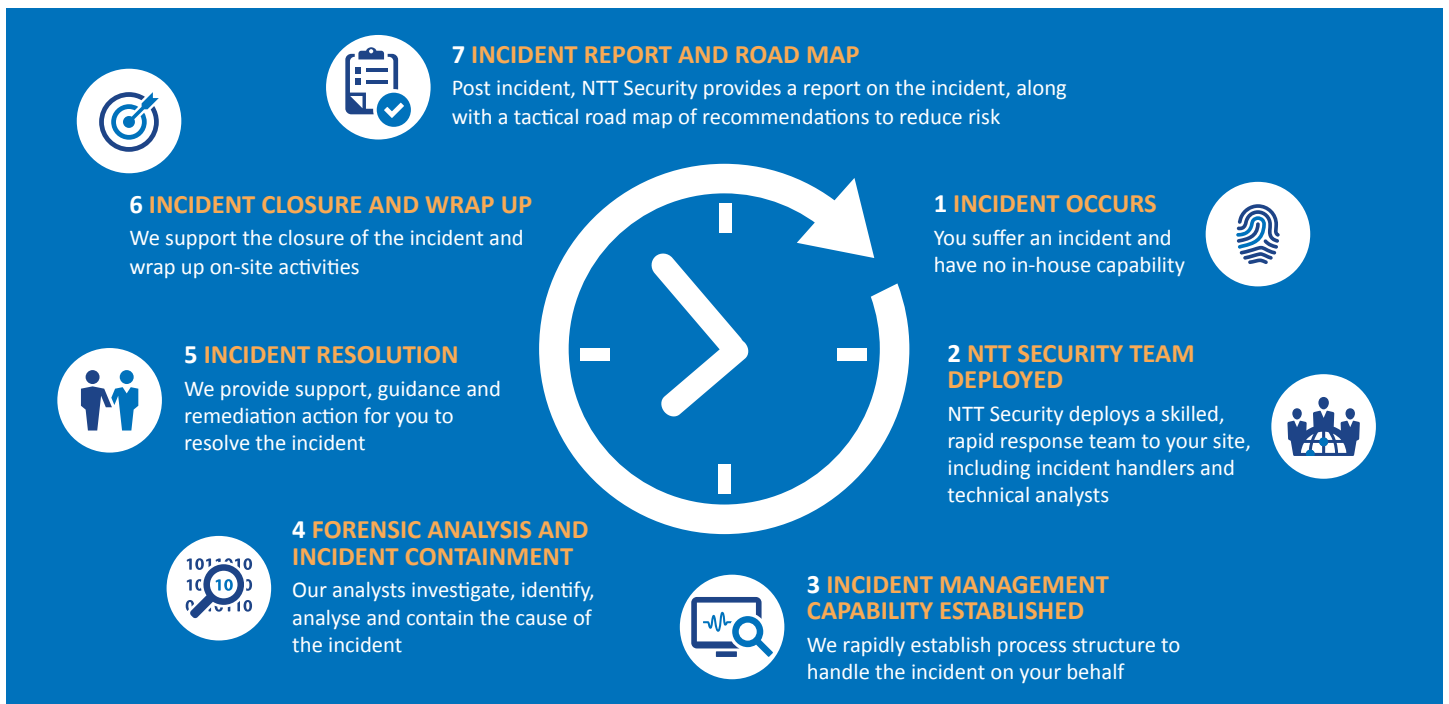 7 INCIDENT REPORT AND ROAD MAP
Post incident, NTT Security provides a report on the incident, along
with a tactical road map of recommendations to reduce risk
6 INCIDENT CLOSURE AND WRAP UP
We support the closure of the incident and
wrap up on-site activities
1 INCIDENT OCCURS
You suffer an incident and
have no in-house capability
5 INCIDENT RESOLUTION
We provide support, guidance and
remediation action for you to
resolve the incident
2 NTT SECURITY TEAM
DEPLOYED
NTT Security deploys a skilled,
rapid response team to your site,
including incident handlers and
technical analysts
4 FORENSIC ANALYSIS AND
INCIDENT CONTAINMENT
Our analysts investigate, identify,
analyse and contain the cause of
the incident
10
3 INCIDENT MANAGEMENT
CAPABILITY ESTABLISHED
We rapidly establish process structure to
handle the incident on your behalf